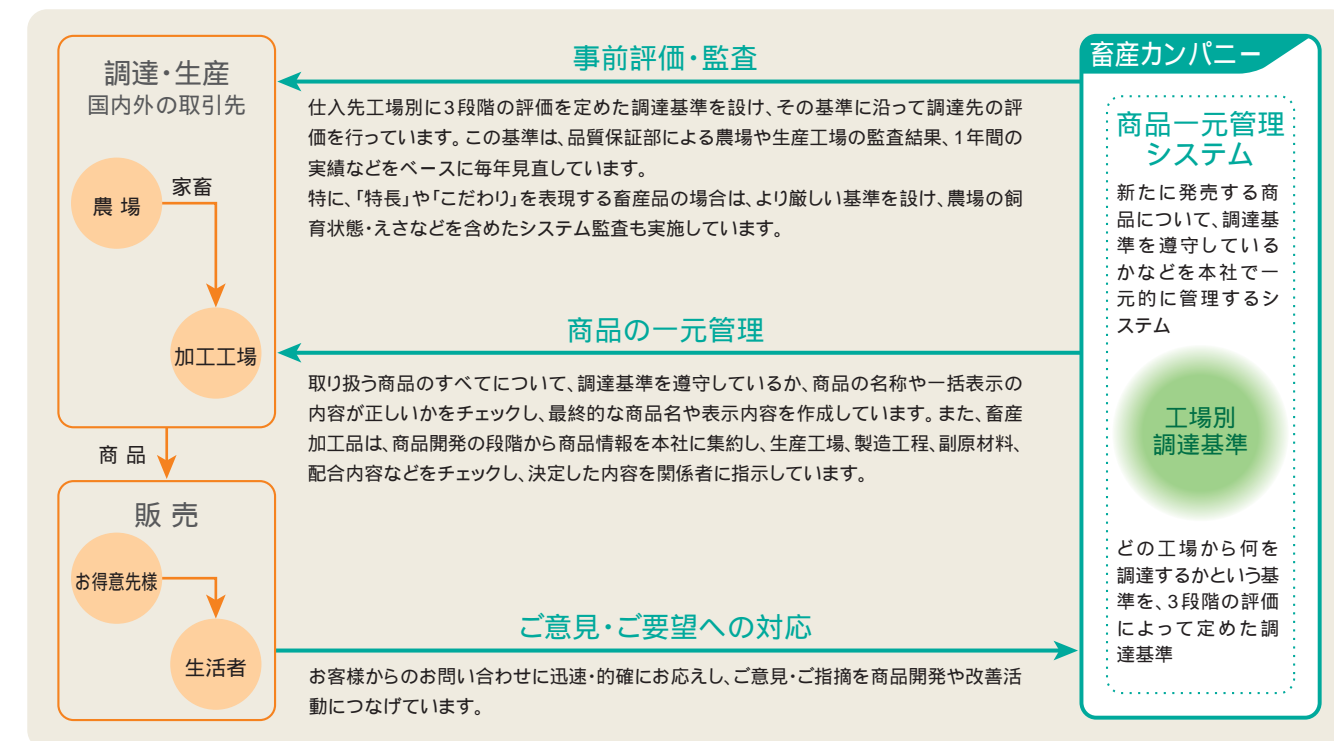 調達・生産
国内外の取引先
農場
家畜
加工工場
商品
販売
お得意先様
生活者
事前評価・監査
仕入先工場別に3段階の評価を定めた調達基準を設け、その基準に沿って調達先の評
価を行っています。この基準は、品質保証部による農場や生産工場の監査結果、1年間の
実績などをベースに毎年見直しています。
特に、「特長」や「こだわり」を表現する畜産品の場合は、より厳しい基準を設け、農場の飼
育状態・えさなどを含めたシステム監査も実施しています。
商品の一元管理
取り扱う商品のすべてについて、調達基準を遵守しているか、商品の名称や一括表示の
内容が正しいかをチェックし、最終的な商品名や表示内容を作成しています。また、畜産
加工品は、商品開発の段階から商品情報を本社に集約し、生産工場、製造工程、副原材料、
配合内容などをチェックし、決定した内容を関係者に指示しています。
ご意見・ご要望への対応
お客様からのお問い合わせに迅速・的確にお応えし、ご意見・ご指摘を商品開発や改善活
動につなげています。
畜産カンパニー
商品一元管理
システム
新たに発売する商
品について、調達基
準を遵守している
かなどを本社で一
元的に管理するシ
ステム
工場別
調達基準
どの工場から何を
調達するかという基
準を、3段階の評価
によって定めた調
達基準